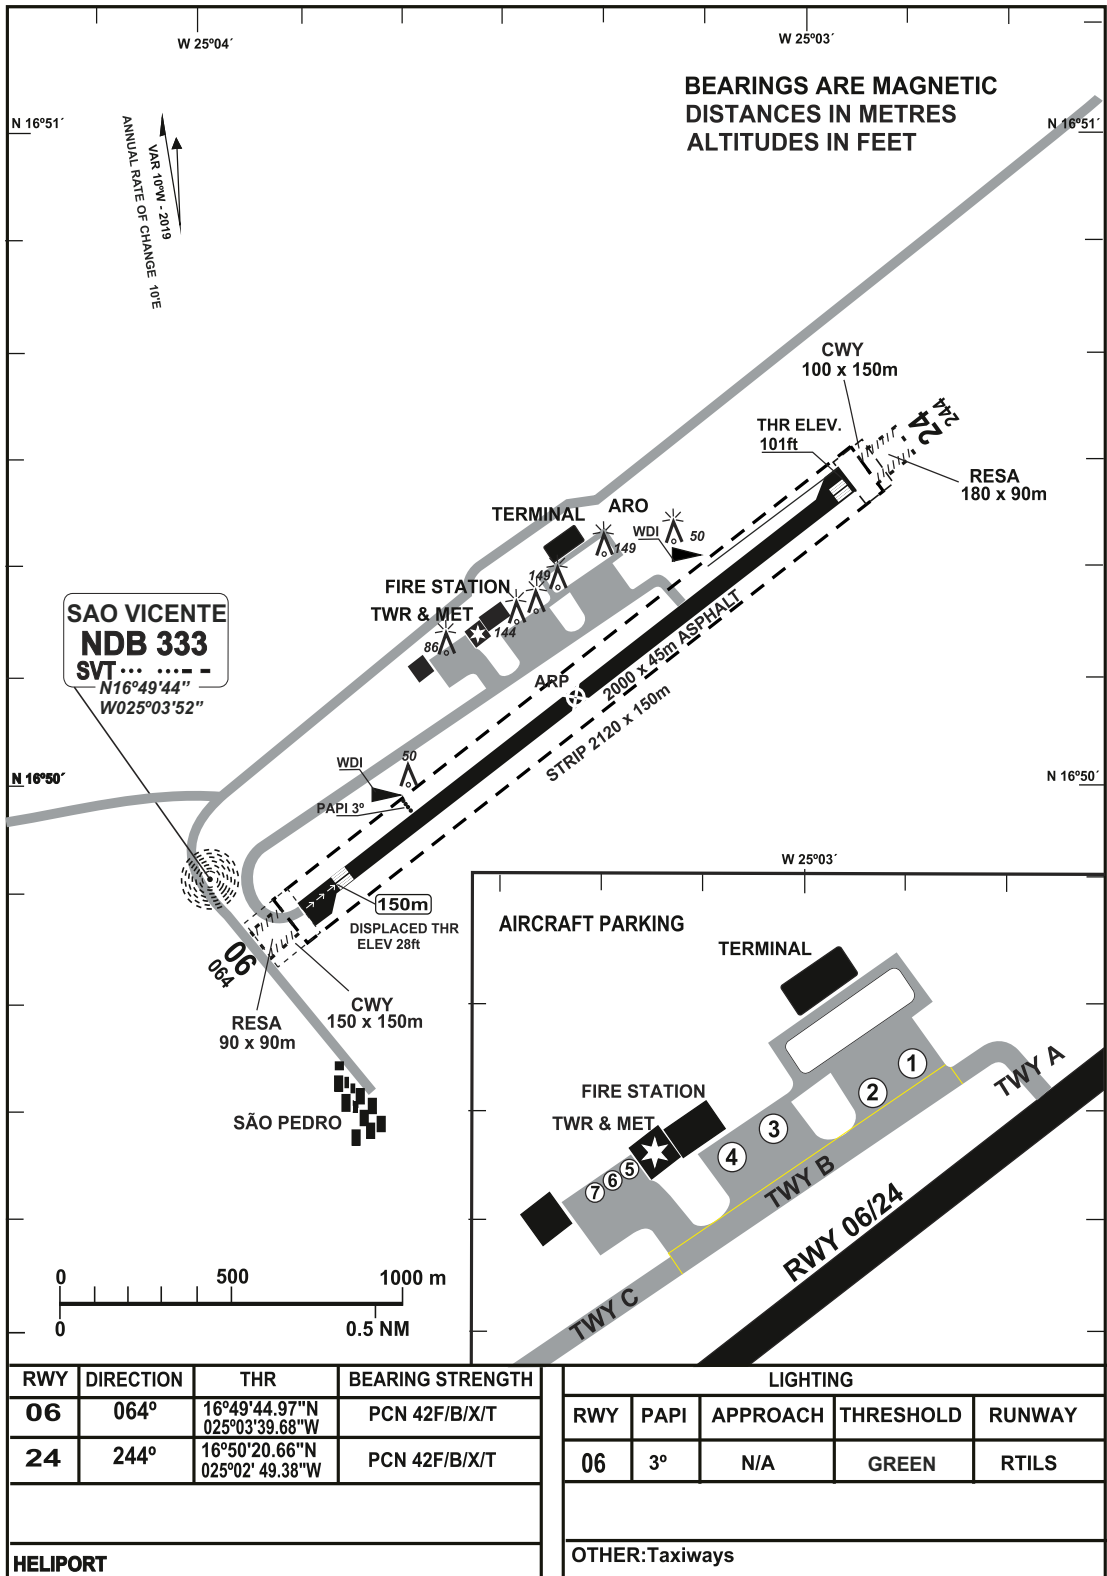 W 25º04´
W 25º03´
BEARINGS ARE MAGNETIC
DISTANCES IN METRES
ALTITUDES IN FEET
N 16º51´
N 16º51´
VAR 10ºW - 2019
ANNUAL RATE OF CHANGE 10'E
CWY
100 x 150m
THR ELEV.
101ft
24
244
RESA
180 x 90m
TERMINAL
ARO
WDI
50
149
149
FIRE STATION
TWR & MET
144
86
SAO VICENTE
NDB 333
SVT ••• •••– –
N16º49'44"
W025º03'52"
ARP
2000 x 45m ASPHALT
STRIP 2120 x 150m
WDI
50
PAPI 3º
N 16º50´
N 16º50´
150m
DISPLACED THR
ELEV 28ft
06
064
CWY
150 x 150m
RESA
90 x 90m
SÃO PEDRO
0
500
1000 m
0
0.5 NM
W 25º03´
AIRCRAFT PARKING
TERMINAL
FIRE STATION
TWR & MET
1
2
3
4
5
6
7
TWY A
TWY B
TWY C
RWY 06/24
RWY DIRECTION THR BEARING STRENGTH
06 064º 16º49'44.97"N
025º03'39.68"W PCN 42F/B/X/T
24 244º 16º50'20.66"N
025º02' 49.38"W PCN 42F/B/X/T
HELIPORT
LIGHTING
RWY PAPI APPROACH THRESHOLD RUNWAY
06 3º N/A GREEN RTILS
OTHER:Taxiways